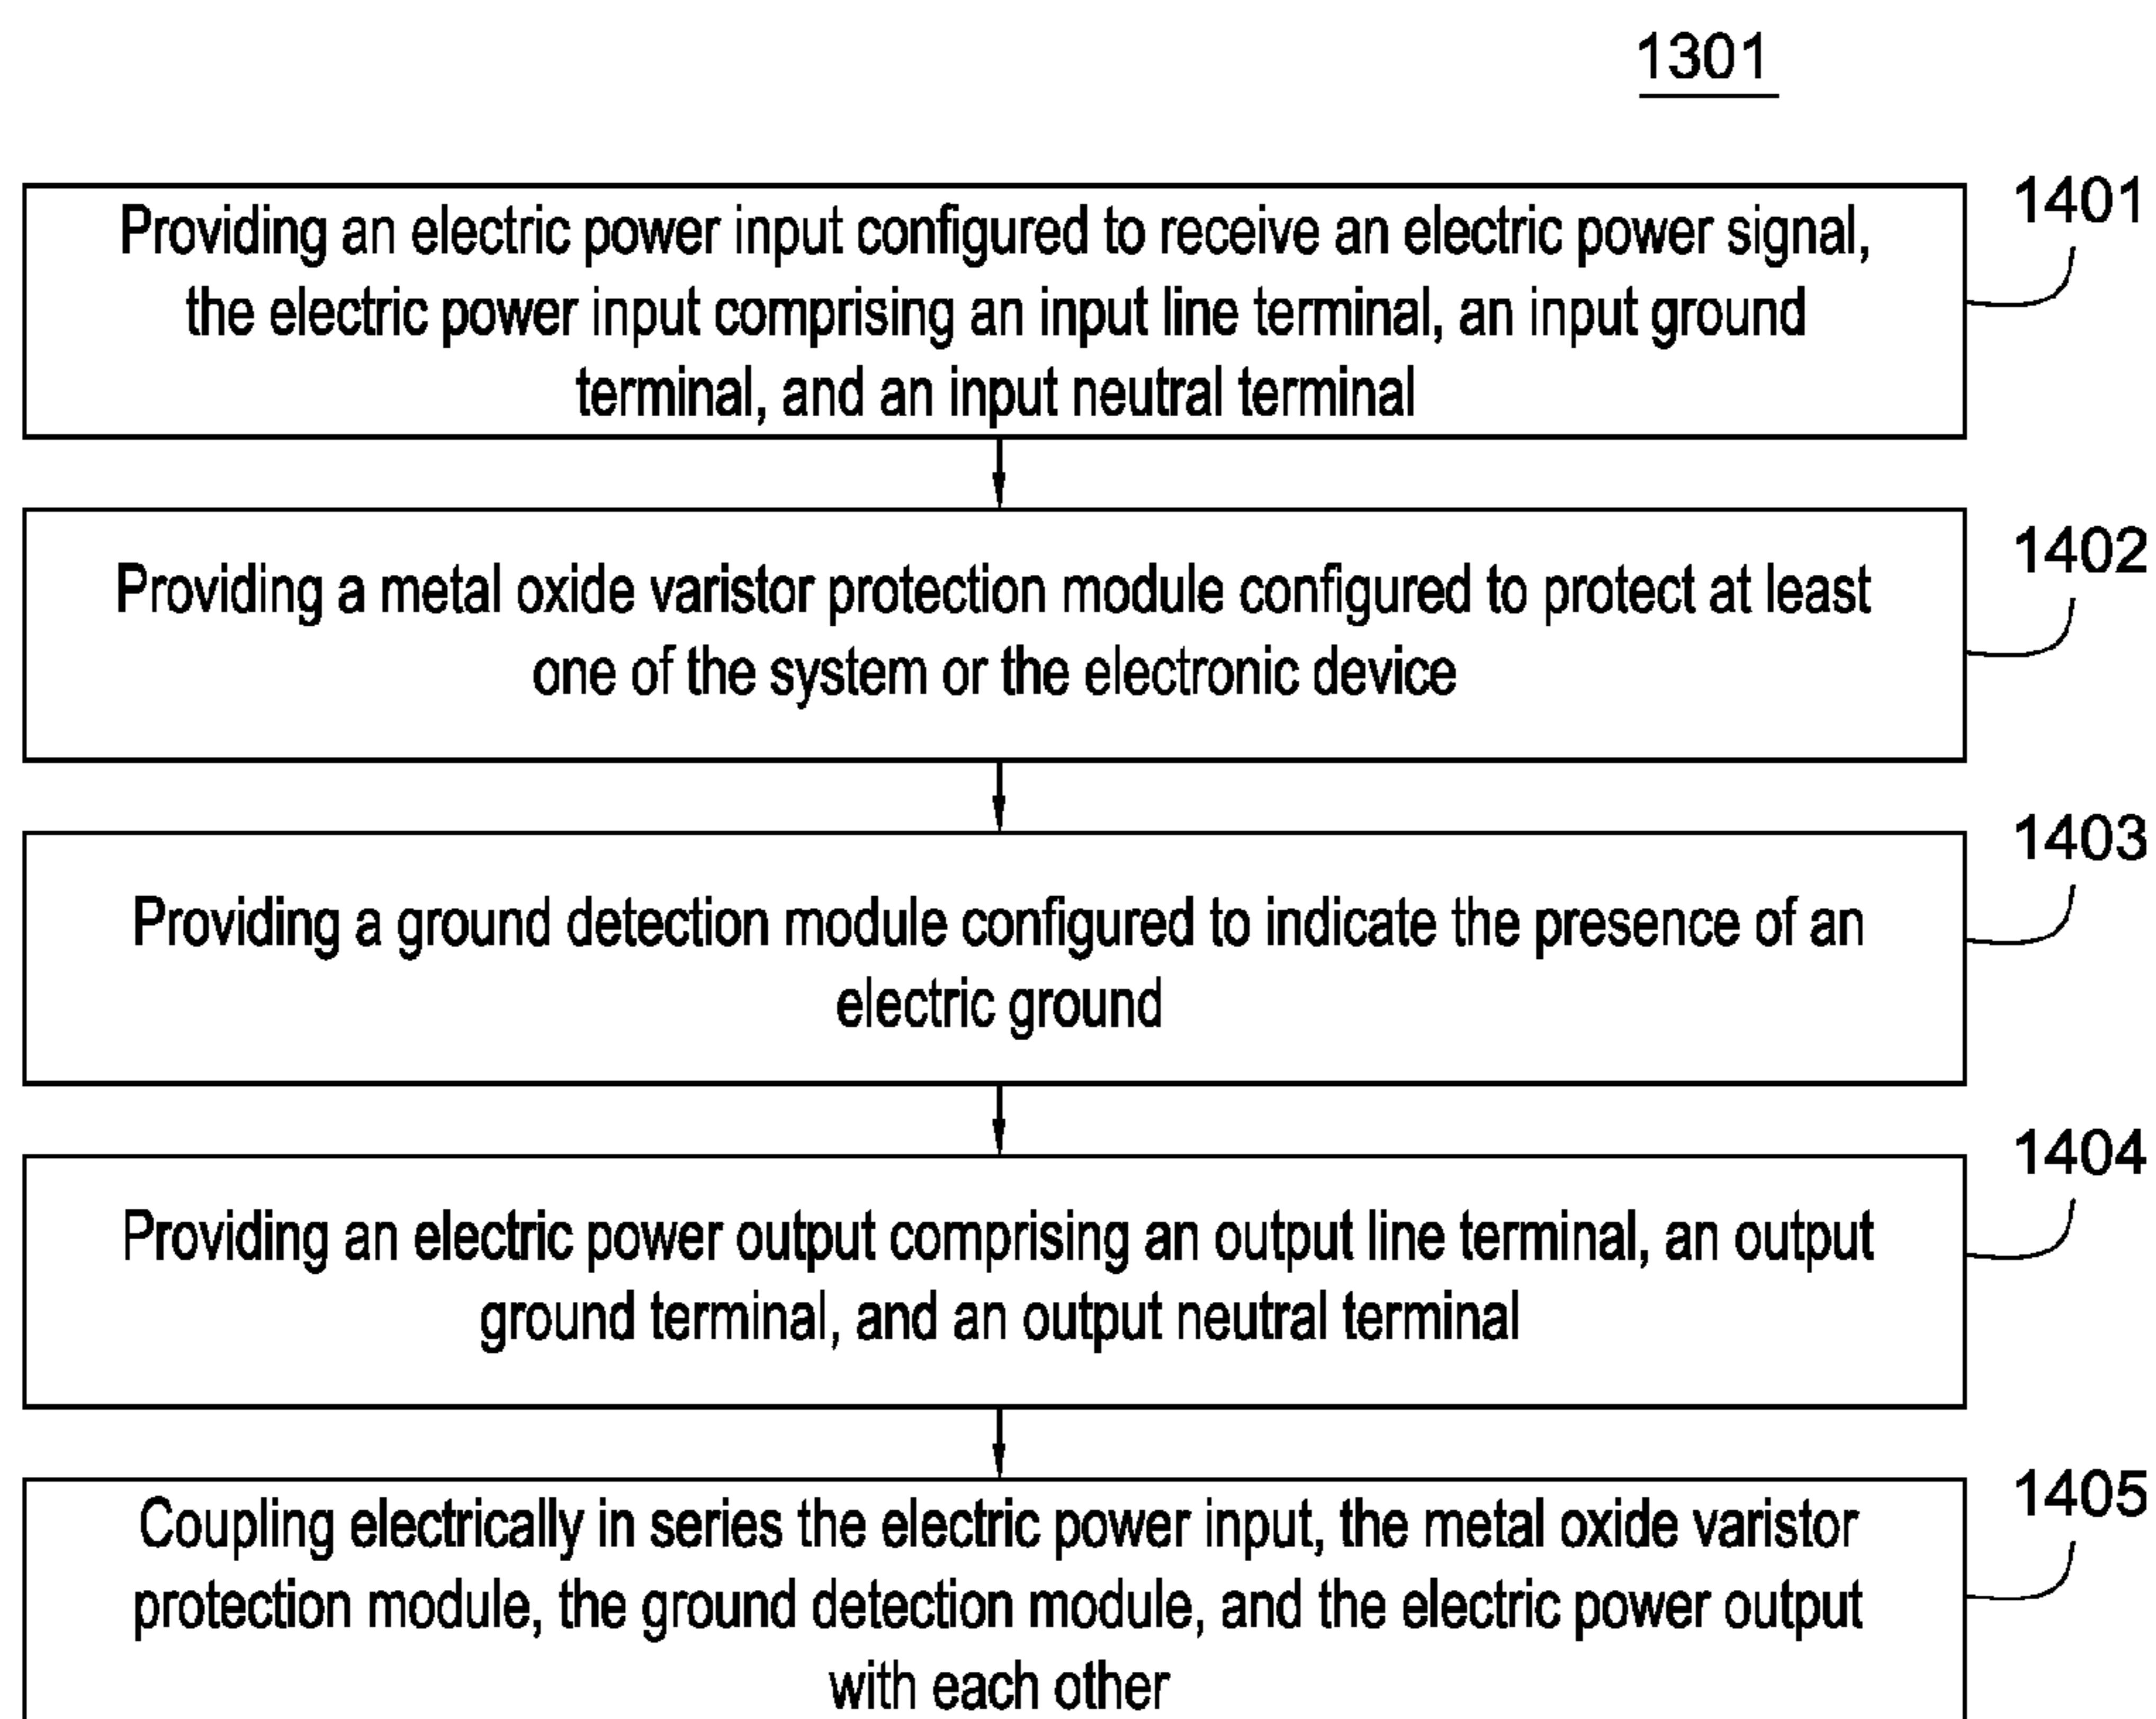 1301
1401
Providing an electric power input configured to receive an electric power signal,
the electric power input comprising an input line terminal, an input ground
terminal, and an input neutral terminal
1402
Providing a metal oxide varistor protection module configured to protect at least
one of the system or the electronic device
1403
Providing a ground detection module configured to indicate the presence of an
electric ground
1404
Providing an electric power output comprising an output line terminal, an output
ground terminal, and an output neutral terminal
1405
Coupling electrically in series the electric power input, the metal oxide varistor
protection module, the ground detection module, and the electric power output
with each other